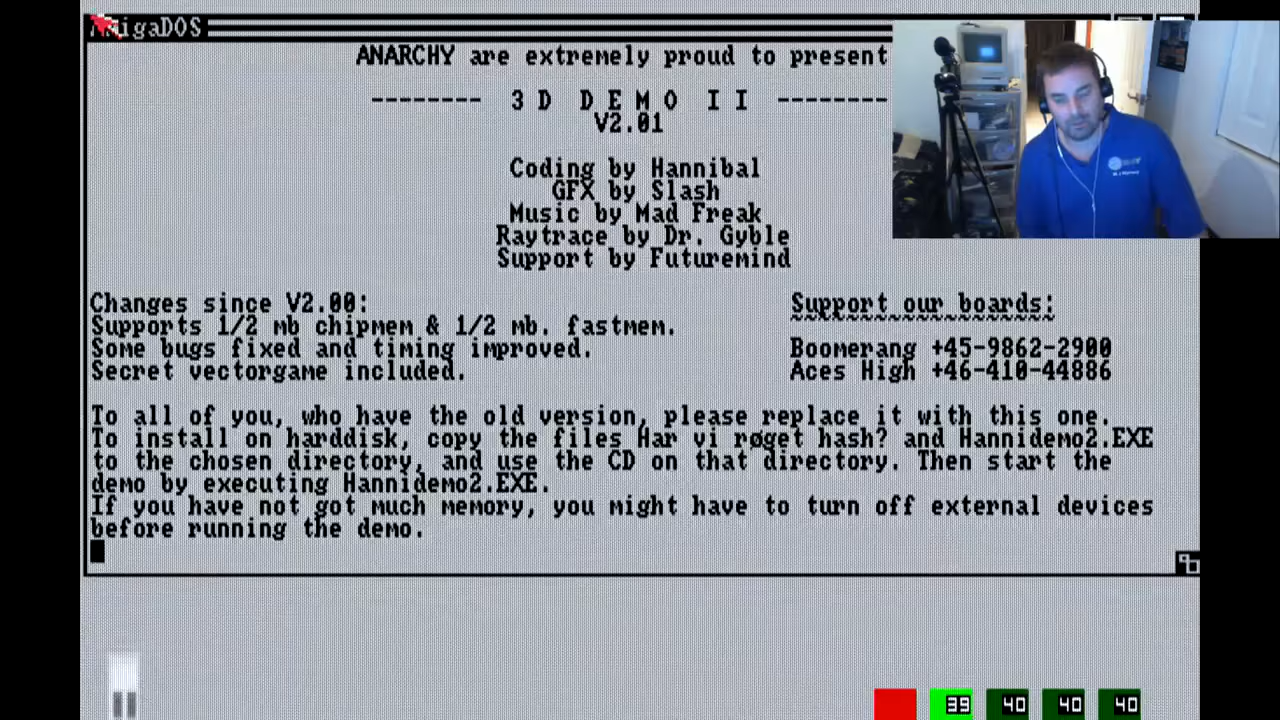 AmigaDOS
ANARCHY are extremely proud to present
-------- 3 D  D E M O  I I --------
V2.01
Coding by Hannibal
GFX by Slash
Music by Mad Freak
Raytrace by Dr. Gyble
Support by Futuremind
Changes since V2.00:
Supports 1/2 mb chipmem & 1/2 mb. fastmem.
Some bugs fixed and timing improved.
Secret vectorgame included.
Support our boards:
Boomerang +45-9862-2900
Aces High +46-410-44886
To all of you, who have the old version, please replace it with this one.
To install on harddisk, copy the files Har vi røget hash? and Hannidemo2.EXE
to the chosen directory, and use the CD on that directory. Then start the
demo by executing Hannidemo2.EXE.
If you have not got much memory, you might have to turn off external devices
before running the demo.
39 40 40 40